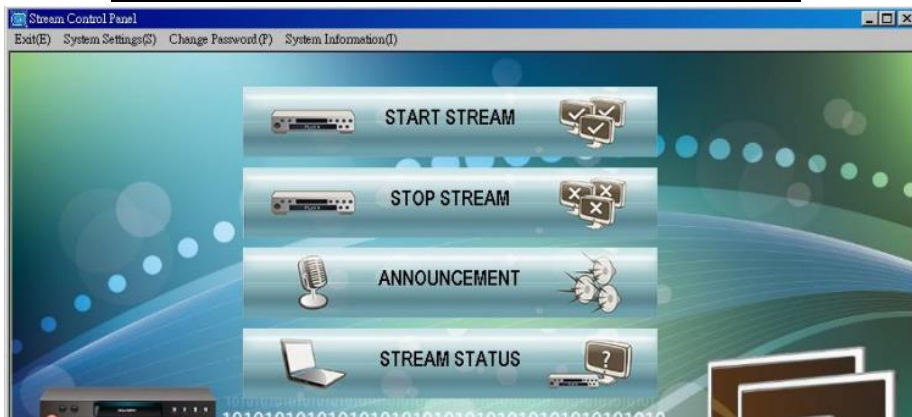 Stream Control Panel
Exit(E) System Settings(S) Change Password(P) System Information(I)
START STREAM
STOP STREAM
ANNOUNCEMENT
STREAM STATUS